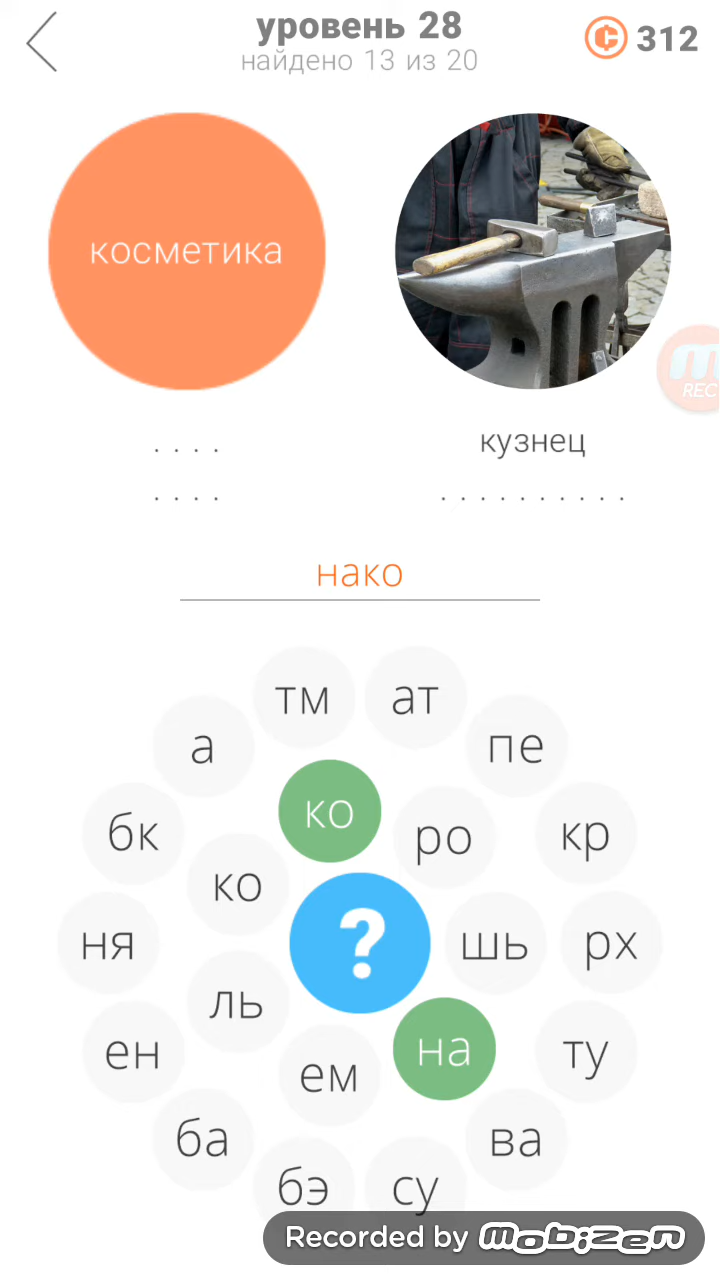 уровень 28
найдено 13 из 20
312
косметика
REC
. . . .
кузнец
. . . .
. . . . . . . . . .
нако
тм
ат
а
пе
ко
бк
ро
кр
ко
ня
?
шь
рх
ль
ен
ем
на
ту
ба
ва
бэ
су
Recorded by mobizen